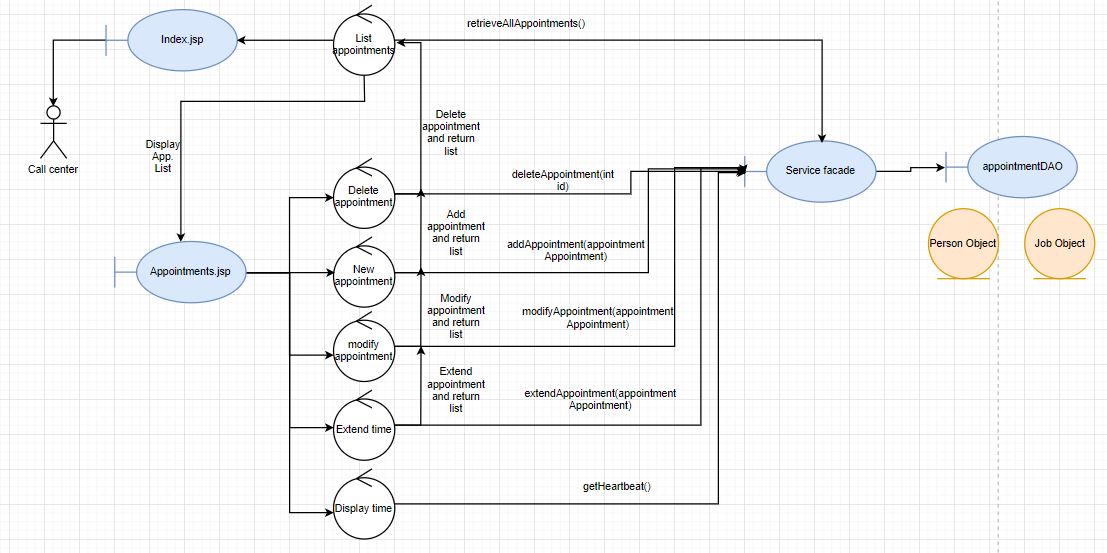 retrieveAllAppointments()
Index.jsp
List
appointments
Delete
appointment
and return
list
Display
App.
List
Call center
Service facade
appointmentDAO
deleteAppointment(int
id)
Delete
appointment
Add
appointment
and return
list
addAppointment(appointment
Appointment)
Person Object
Job Object
Appointments.jsp
New
appointment
Modify
appointment
and return
list
modifyAppointment(appointment
Appointment)
modify
appointment
Extend
appointment
and return
list
extendAppointment(appointment
Appointment)
Extend time
getHeartbeat()
Display time